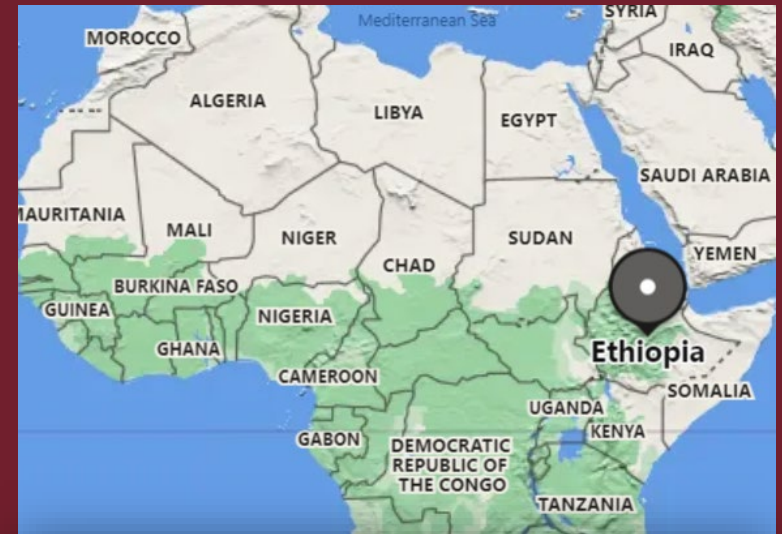 Mediterranean Sea
SYRIA
MOROCCO
IRAQ
ALGERIA
LIBYA
EGYPT
SAUDI ARABIA
MAURITANIA
MALI
NIGER
SUDAN
YEMEN
CHAD
BURKINA FASO
GUINEA
NIGERIA
GHANA
Ethiopia
CAMEROON
SOMALIA
UGANDA
KENYA
GABON
DEMOCRATIC
REPUBLIC OF
THE CONGO
TANZANIA